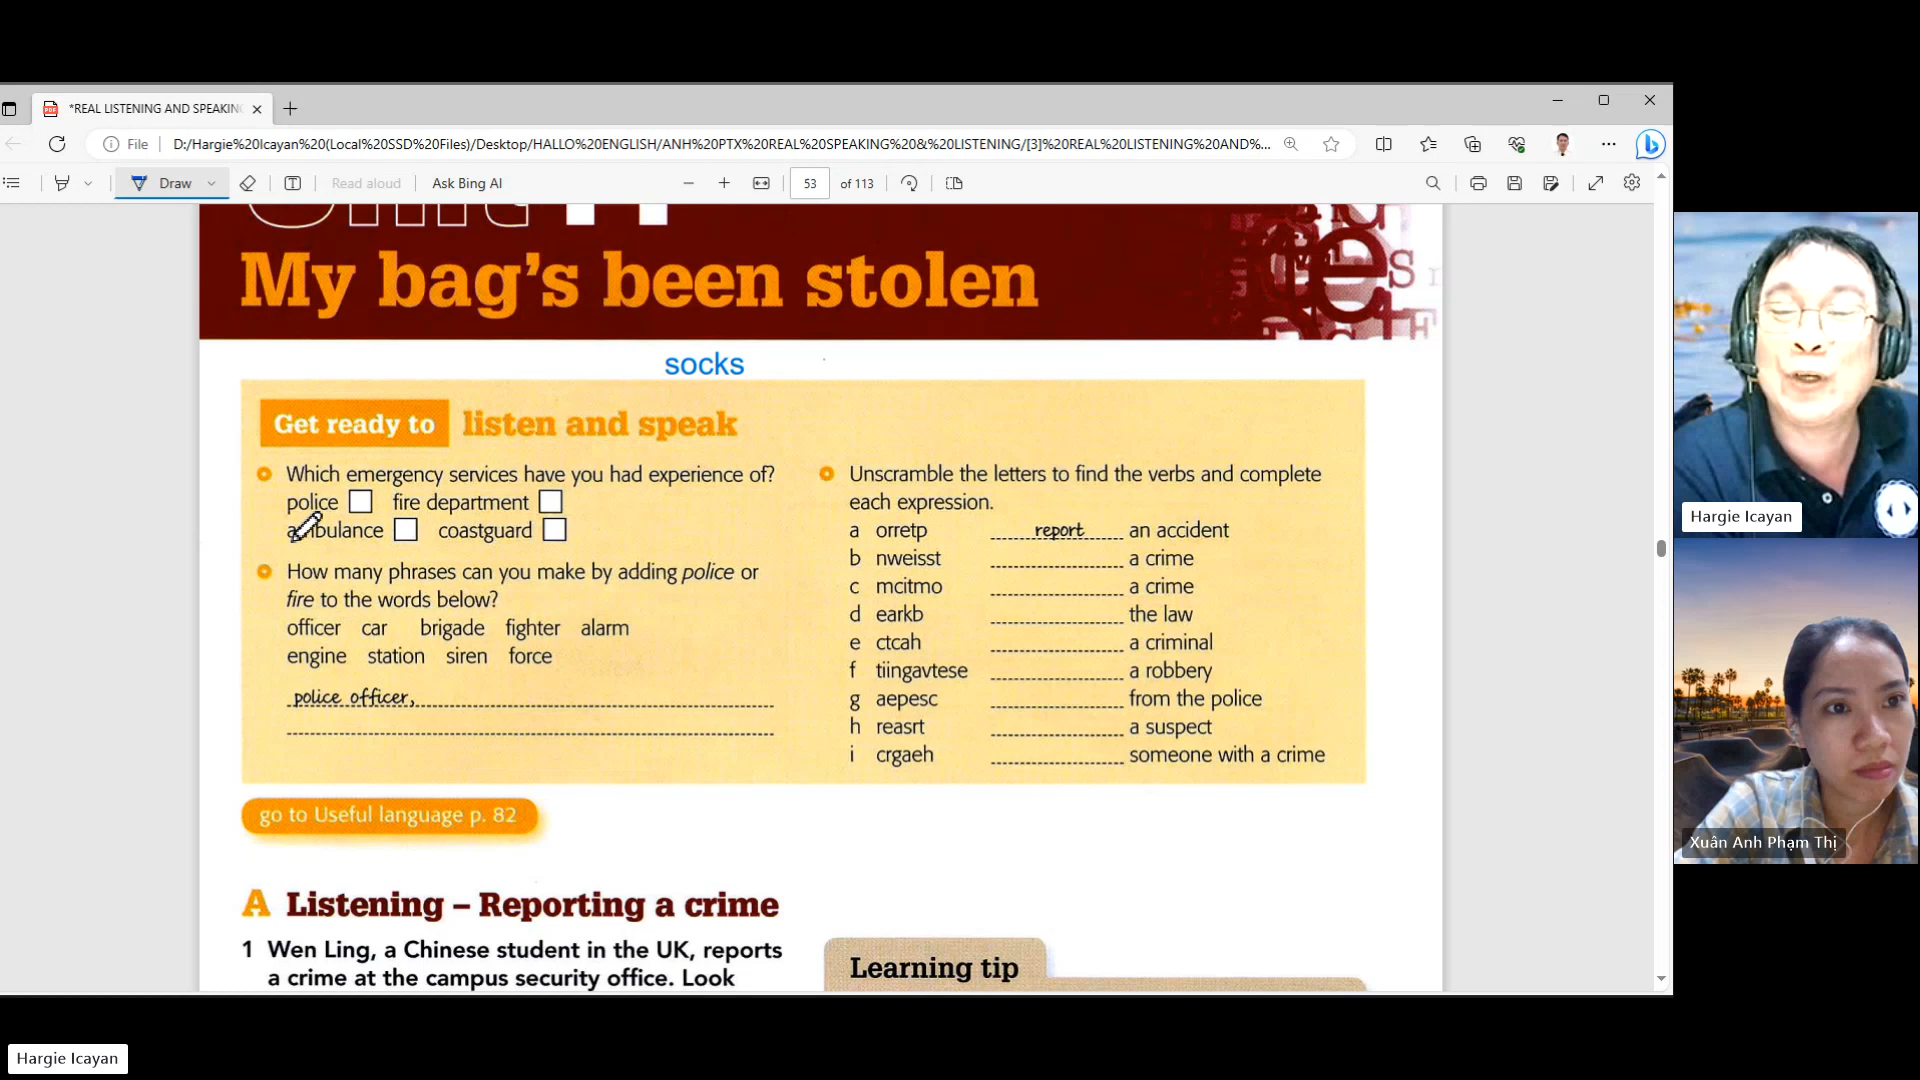 *REAL LISTENING AND SPEAKING
File D:/Hargie%20Icayan%20(Local%20SSD%20Files)/Desktop/HALLO%20ENGLISH/ANH%20PTX%20REAL%20SPEAKING%20&%20LISTENING/[3]%20REAL%20LISTENING%20AND%...
Draw Read aloud Ask Bing AI 53 of 113
My bag's been stolen
socks
Get ready to listen and speak
Which emergency services have you had experience of?
police fire department
ambulance coastguard
How many phrases can you make by adding police or
fire to the words below?
officer car brigade fighter alarm
engine station siren force
police officer,
Unscramble the letters to find the verbs and complete
each expression.
a orretp report an accident
b nweisst a crime
c mcitmo a crime
d earkb the law
e ctcah a criminal
f tiingavtese a robbery
g aepesc from the police
h reasrt a suspect
i crgaeh someone with a crime
go to Useful language p. 82
A Listening – Reporting a crime
1 Wen Ling, a Chinese student in the UK, reports
a crime at the campus security office. Look
Learning tip
Hargie Icayan
Xuân Anh Phạm Thị
Hargie Icayan